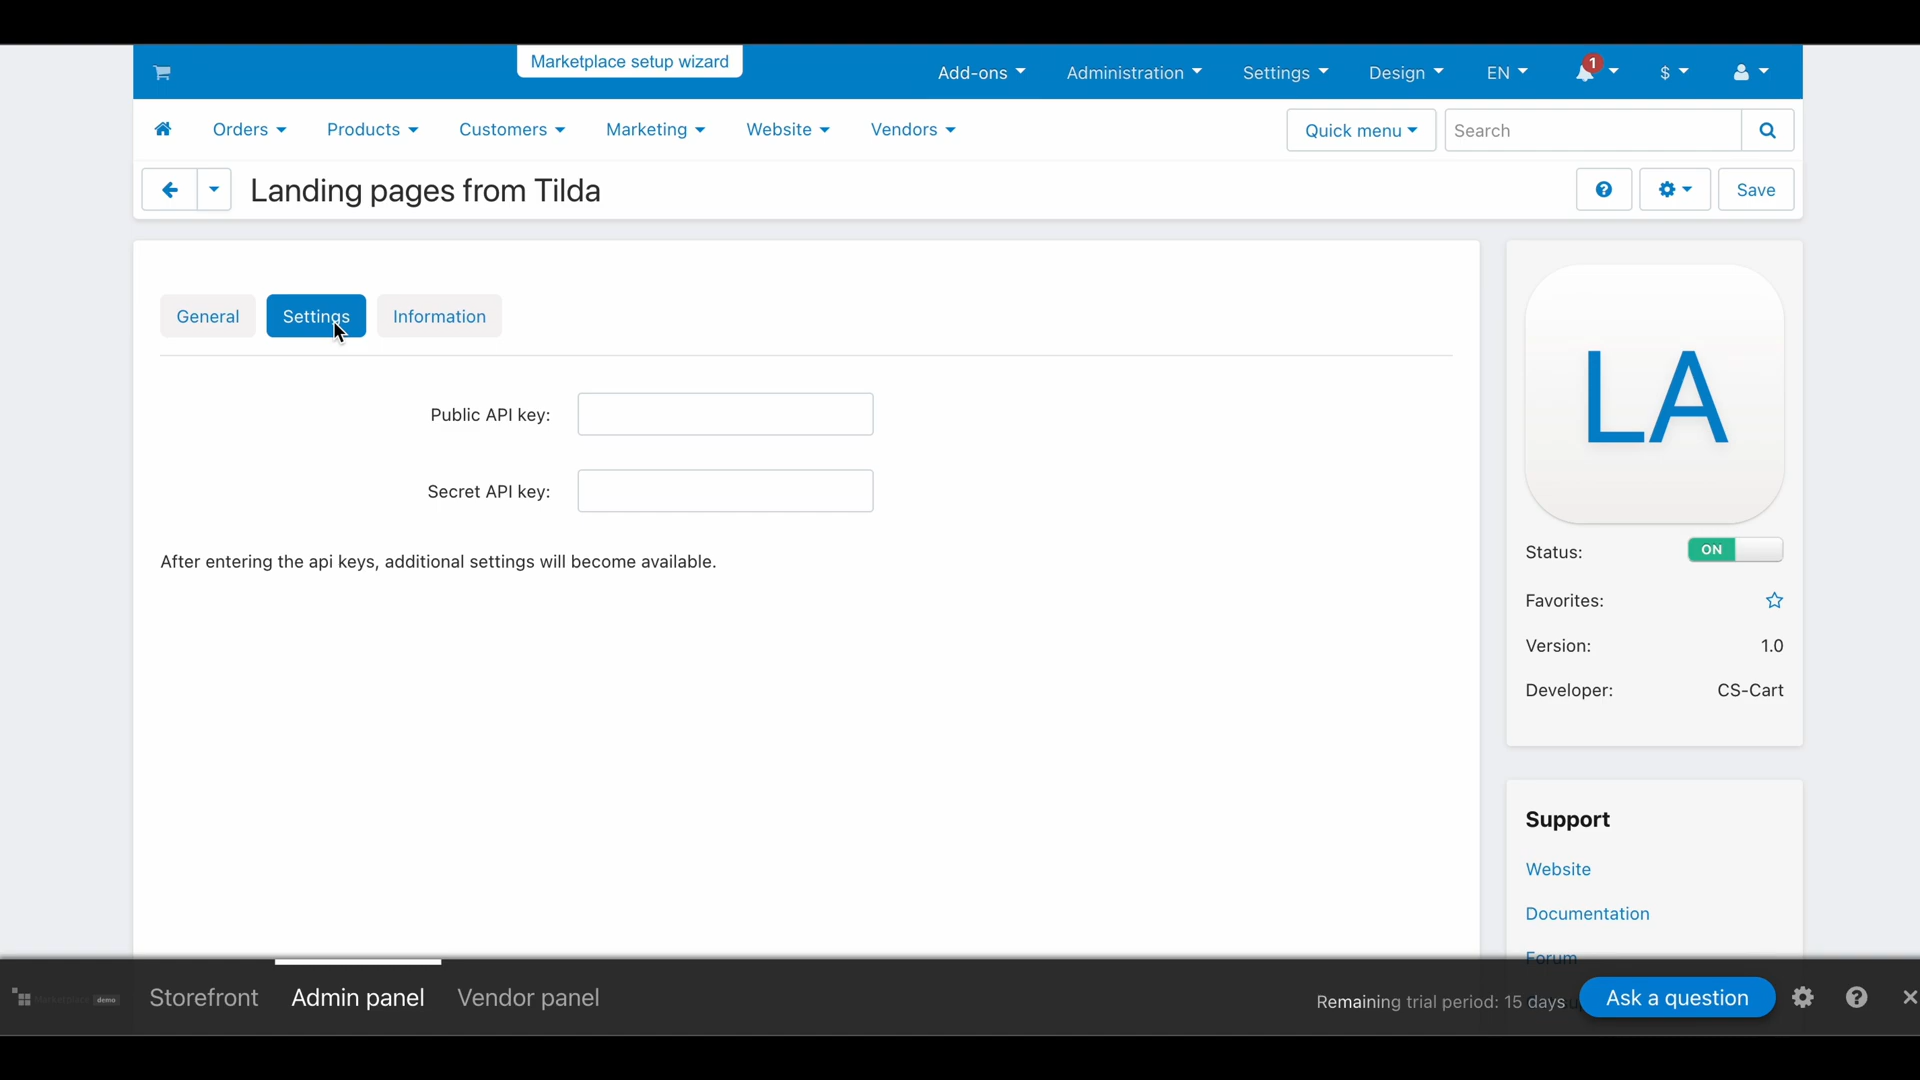 Marketplace setup wizard
Add-ons Administration Settings Design EN 1 $
Orders Products Customers Marketing Website Vendors Quick menu Search
Landing pages from Tilda Save
General Settings Information
LA
Public API key:
Secret API key:
After entering the api keys, additional settings will become available.
Status: ON
Favorites:
Version: 1.0
Developer: CS-Cart
Support
Website
Documentation
Forum
demo Storefront Admin panel Vendor panel Remaining trial period: 15 days Ask a question